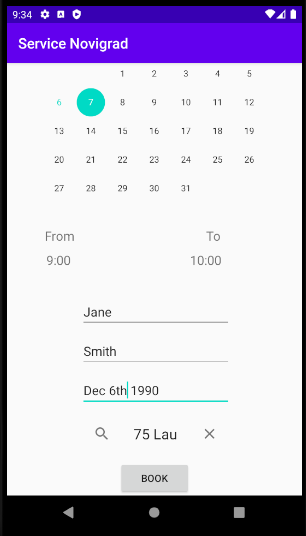 9:34
Service Novigrad
1 2 3 4 5
6 7 8 9 10 11 12
13 14 15 16 17 18 19
20 21 22 23 24 25 26
27 28 29 30 31
From To
9:00 10:00
Jane
Smith
Dec 6th 1990
75 Lau
BOOK